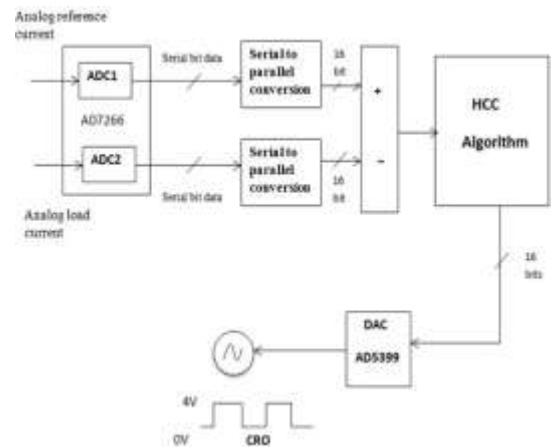 Analog reference
current
ADC1
AD7266
ADC2
Analog load
current
Serial bit data
Serial bit data
Serial to
parallel
conversion
Serial to
parallel
conversion
16
bit
16
bit
+
−
HCC
Algorithm
16
bits
DAC
AD5399
4V
0V
CRO